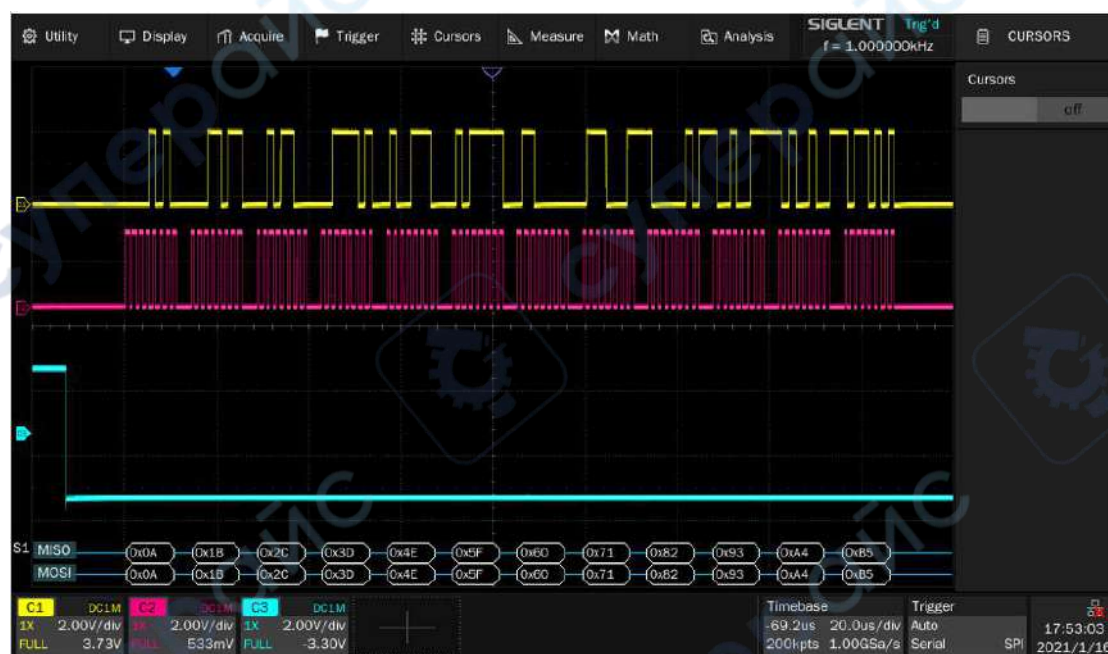 Utility Display Acquire Trigger Cursors Measure Math Analysis
SIGLENT Trig'd
f = 1.000000kHz
CURSORS
Cursors
off
S1 MISO 0x0A 0x1B 0x2C 0x3D 0x4E 0x5F 0x60 0x71 0x82 0x93 0xA4 0xB5
MOSI 0x0A 0x1B 0x2C 0x3D 0x4E 0x5F 0x60 0x71 0x82 0x93 0xA4 0xB5
C1 DC1M C2 DC1M C3 DC1M Timebase Trigger
1X 2.00V/div 1X 2.00V/div 1X 2.00V/div -69.2us 20.0us/div Auto 17:53:03
FULL 3.73V FULL 533mV FULL -3.30V 200kpts 1.00GSa/s Serial SPI 2021/1/16
суперайс
суперайс